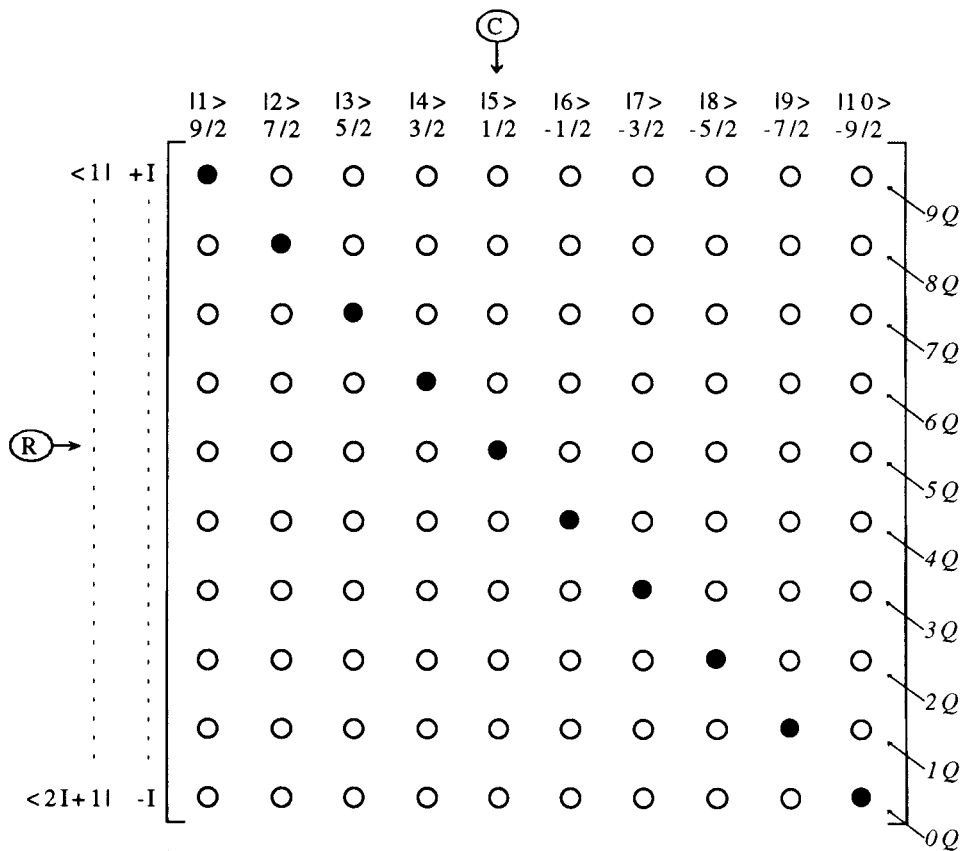 C
|1> |2> |3> |4> |5> |6> |7> |8> |9> |10>
9/2 7/2 5/2 3/2 1/2 -1/2 -3/2 -5/2 -7/2 -9/2
<1| +I
9Q
8Q
7Q
6Q
R
5Q
4Q
3Q
2Q
1Q
<2I+1| -I
0Q